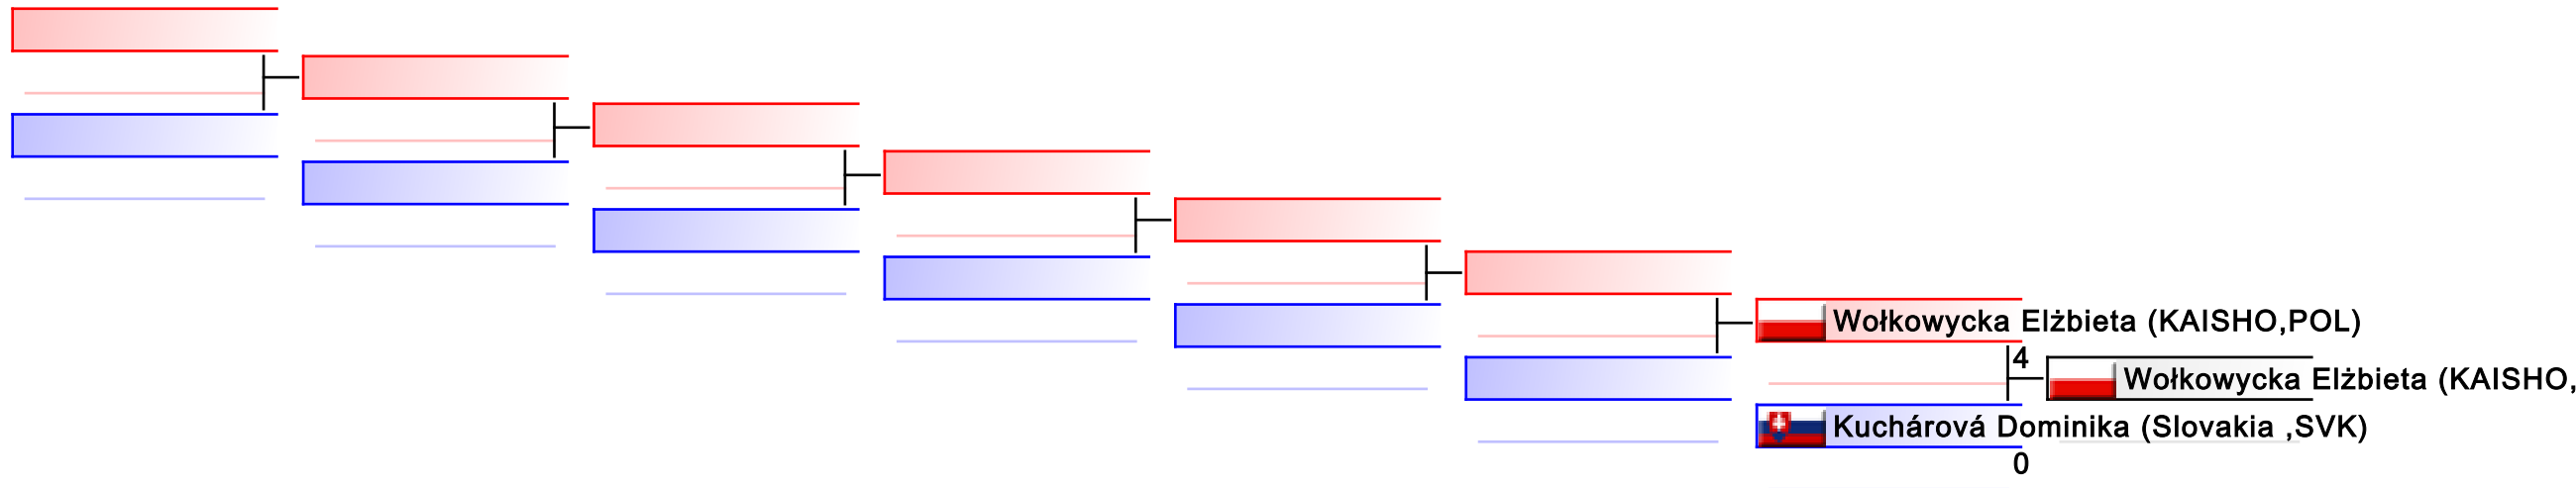 Wołkowycka Elżbieta (KAISHO,POL)
4
Wołkowycka Elżbieta (KAISHO,
Kuchárová Dominika (Slovakia ,SVK)
0